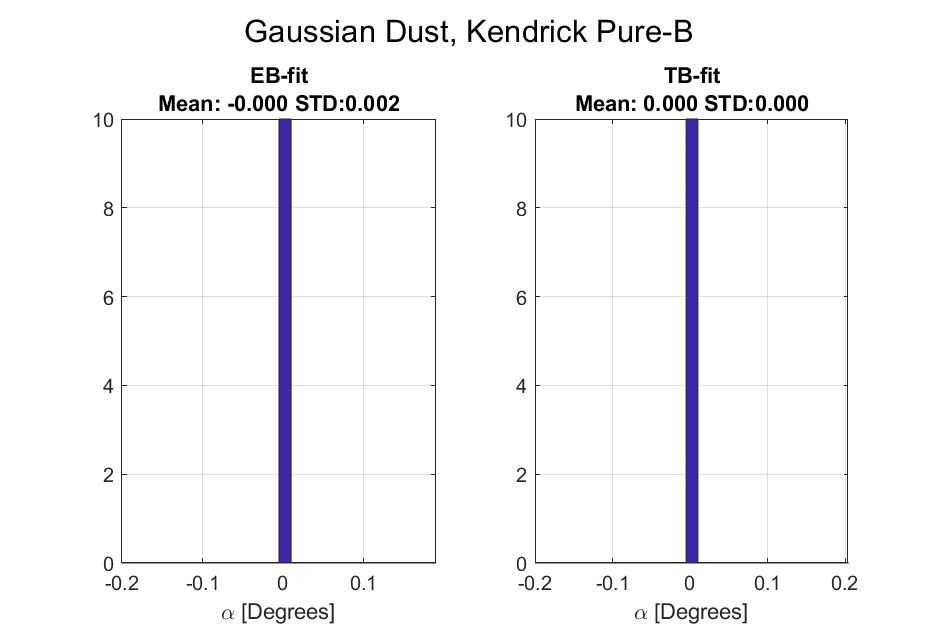 Gaussian Dust, Kendrick Pure-B
EB-fit
Mean: -0.000 STD:0.002
10
8
6
4
2
0
-0.2 -0.1 0 0.1
α [Degrees]
TB-fit
Mean: 0.000 STD:0.000
10
8
6
4
2
0
-0.2 -0.1 0 0.1 0.2
α [Degrees]